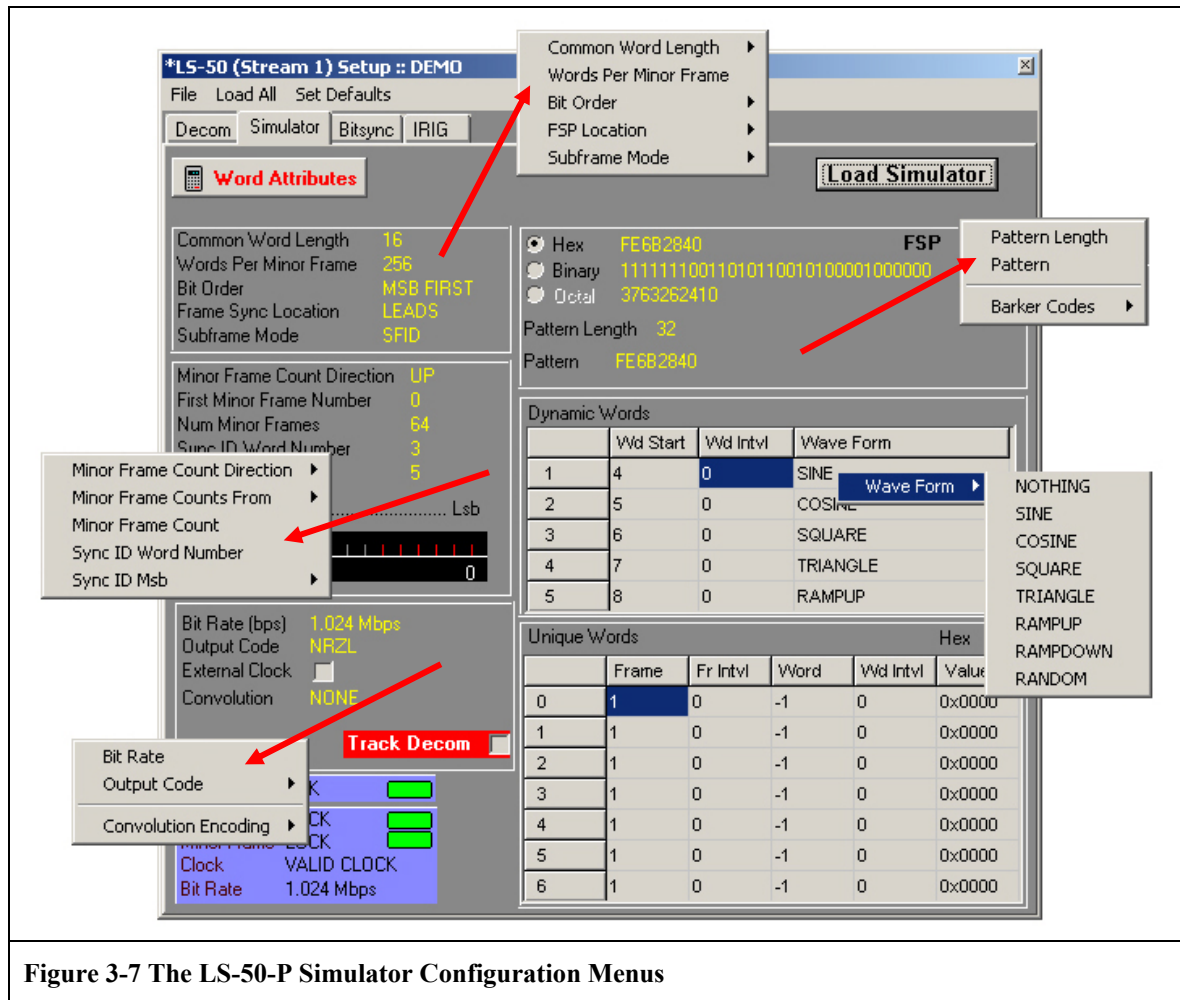 Common Word Length
Words Per Minor Frame
Bit Order
FSP Location
Subframe Mode
*LS-50 (Stream 1) Setup :: DEMO
File Load All Set Defaults
Decom Simulator Bitsync IRIG
Word Attributes
Load Simulator
Common Word Length 16
Words Per Minor Frame 256
Bit Order MSB FIRST
Frame Sync Location LEADS
Subframe Mode SFID
Hex FE6B2840 FSP
Binary 11111110011010110010100001000000
Octal 3763262410
Pattern Length 32
Pattern FE6B2840
Pattern Length
Pattern
Barker Codes
Minor Frame Count Direction UP
First Minor Frame Number 0
Num Minor Frames 64
Sync ID Word Number 3
5
Lsb
0
Minor Frame Count Direction
Minor Frame Counts From
Minor Frame Count
Sync ID Word Number
Sync ID Msb
Dynamic Words
Wd Start Wd Intvl Wave Form
1 4 0 SINE
2 5 0 COSINE
3 6 0 SQUARE
4 7 0 TRIANGLE
5 8 0 RAMPUP
Wave Form
NOTHING
SINE
COSINE
SQUARE
TRIANGLE
RAMPUP
RAMPDOWN
RANDOM
Bit Rate (bps) 1.024 Mbps
Output Code NRZL
External Clock
Convolution NONE
Track Decom
Bit Rate
Output Code
Convolution Encoding
Minor Frame LOCK
Clock VALID CLOCK
Bit Rate 1.024 Mbps
Unique Words Hex
Frame Fr Intvl Word Wd Intvl Value
0 1 0 -1 0 0x0000
1 1 0 -1 0 0x0000
2 1 0 -1 0 0x0000
3 1 0 -1 0 0x0000
4 1 0 -1 0 0x0000
5 1 0 -1 0 0x0000
6 1 0 -1 0 0x0000
Figure 3-7 The LS-50-P Simulator Configuration Menus